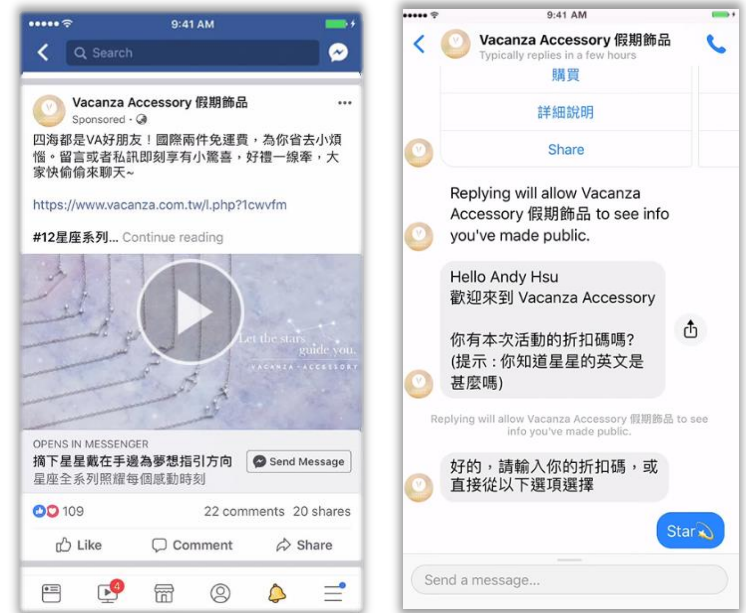 9:41 AM
Search
Vacanza Accessory 假期飾品
Sponsored ·
四海都是VA好朋友！國際兩件免運費，為你省去小煩
惱。留言或者私訊即刻享有小驚喜，好禮一線牽，大
家快偷偷來聊天~
https://www.vacanza.com.tw/l.php?1cwvfm
#12星座系列... Continue reading
Let the stars
guide you.
VACANZA · ACCESSORY
OPENS IN MESSENGER
摘下星星戴在手邊為夢想指引方向
星座全系列照耀每個感動時刻
Send Message
109
22 comments 20 shares
Like Comment Share
4
9:41 AM
Vacanza Accessory 假期飾品
Typically replies in a few hours
購買
詳細說明
Share
Replying will allow Vacanza
Accessory 假期飾品 to see info
you've made public.
Hello Andy Hsu
歡迎來到 Vacanza Accessory
你有本次活動的折扣碼嗎?
(提示 : 你知道星星的英文是
甚麼嗎)
Replying will allow Vacanza Accessory 假期飾品 to see
info you've made public.
好的，請輸入你的折扣碼，或
直接從以下選項選擇
Star💫
Send a message...